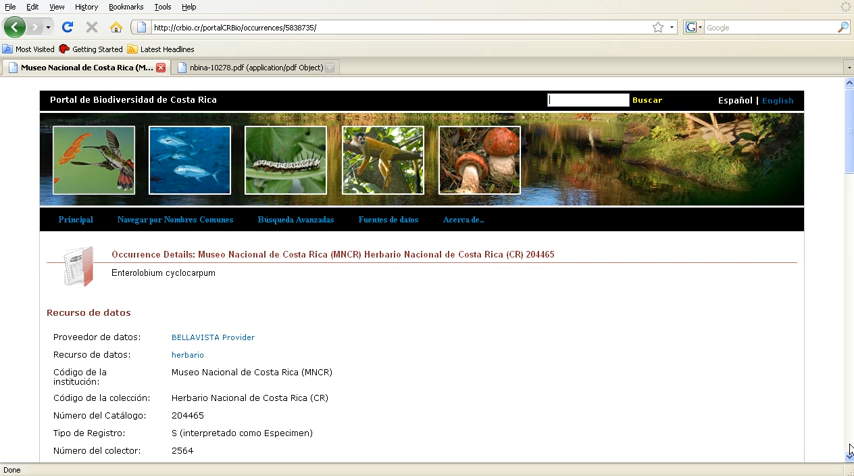 File Edit View History Bookmarks Tools Help
http://crbio.cr/portalCRBio/occurrences/5838735/
Google
Most Visited Getting Started Latest Headlines
Museo Nacional de Costa Rica (M... nbina-10278.pdf (application/pdf Object)
Portal de Biodiversidad de Costa Rica
Buscar
Español | English
Principal Navegar por Nombres Comunes Búsqueda Avanzadas Fuentes de datos Acerca de..
Occurrence Details: Museo Nacional de Costa Rica (MNCR) Herbario Nacional de Costa Rica (CR) 204465
Enterolobium cyclocarpum
Recurso de datos
Proveedor de datos: BELLAVISTA Provider
Recurso de datos: herbario
Código de la institución: Museo Nacional de Costa Rica (MNCR)
Código de la colección: Herbario Nacional de Costa Rica (CR)
Número del Catálogo: 204465
Tipo de Registro: S (interpretado como Especimen)
Número del colector: 2564
Done